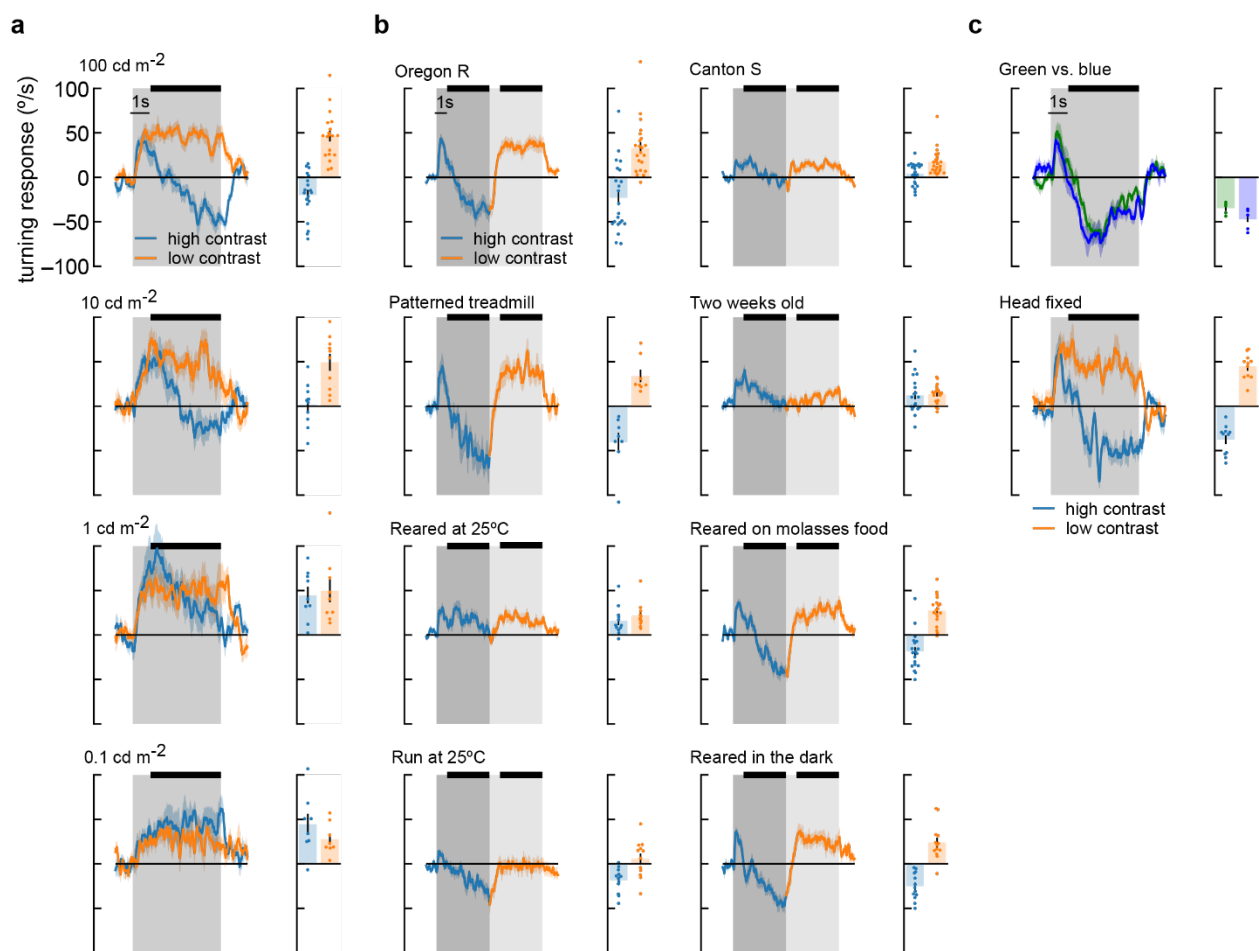 a
b
c
100 cd m-2
Oregon R
Canton S
Green vs. blue
turning response (º/s)
100
50
0
−50
−100
1s
1s
1s
high contrast
low contrast
high contrast
low contrast
10 cd m-2
Patterned treadmill
Two weeks old
Head fixed
high contrast
low contrast
1 cd m-2
Reared at 25ºC
Reared on molasses food
0.1 cd m-2
Run at 25ºC
Reared in the dark